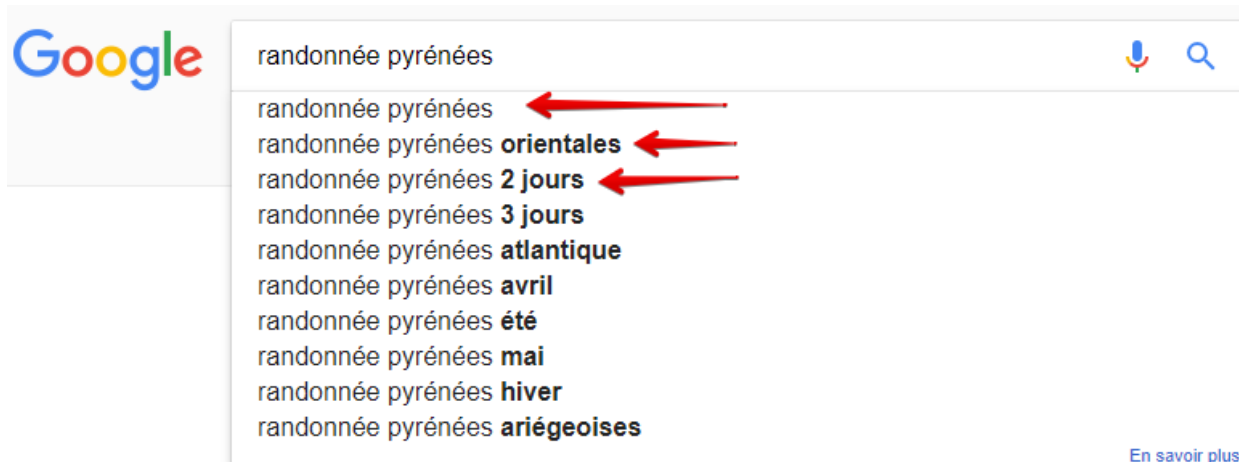 Google
randonnée pyrénées
randonnée pyrénées
randonnée pyrénées orientales
randonnée pyrénées 2 jours
randonnée pyrénées 3 jours
randonnée pyrénées atlantique
randonnée pyrénées avril
randonnée pyrénées été
randonnée pyrénées mai
randonnée pyrénées hiver
randonnée pyrénées ariégeoises
En savoir plus